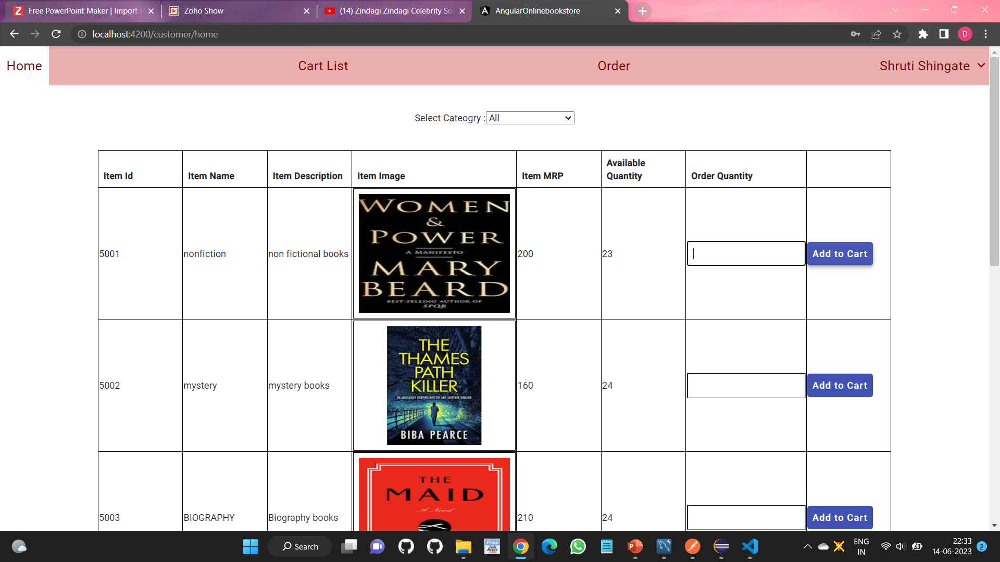 Free PowerPoint Maker | Import
Zoho Show
(14) Zindagi Zindagi Celebrity So
AngularOnlinebookstore
localhost:4200/customer/home
D
Home
Cart List
Order
Shruti Shingate
Select Cateogry :
All
Item Id
Item Name
Item Description
Item Image
Item MRP
Available
Quantity
Order Quantity
5001
nonfiction
non fictional books
WOMEN
&
POWER
A MANIFESTO
MARY
BEARD
BEST-SELLING AUTHOR OF
SPQR
200
23
Add to Cart
5002
mystery
mystery books
THE
THAMES
PATH
KILLER
AN ABSOLUTELY GRIPPING MYSTERY AND SUSPENSE THRILLER
BIBA PEARCE
160
24
Add to Cart
5003
BIOGRAPHY
Biography books
THE
MAID
A Novel
210
24
Add to Cart
Search
ENG
IN
22:33
14-06-2023
2